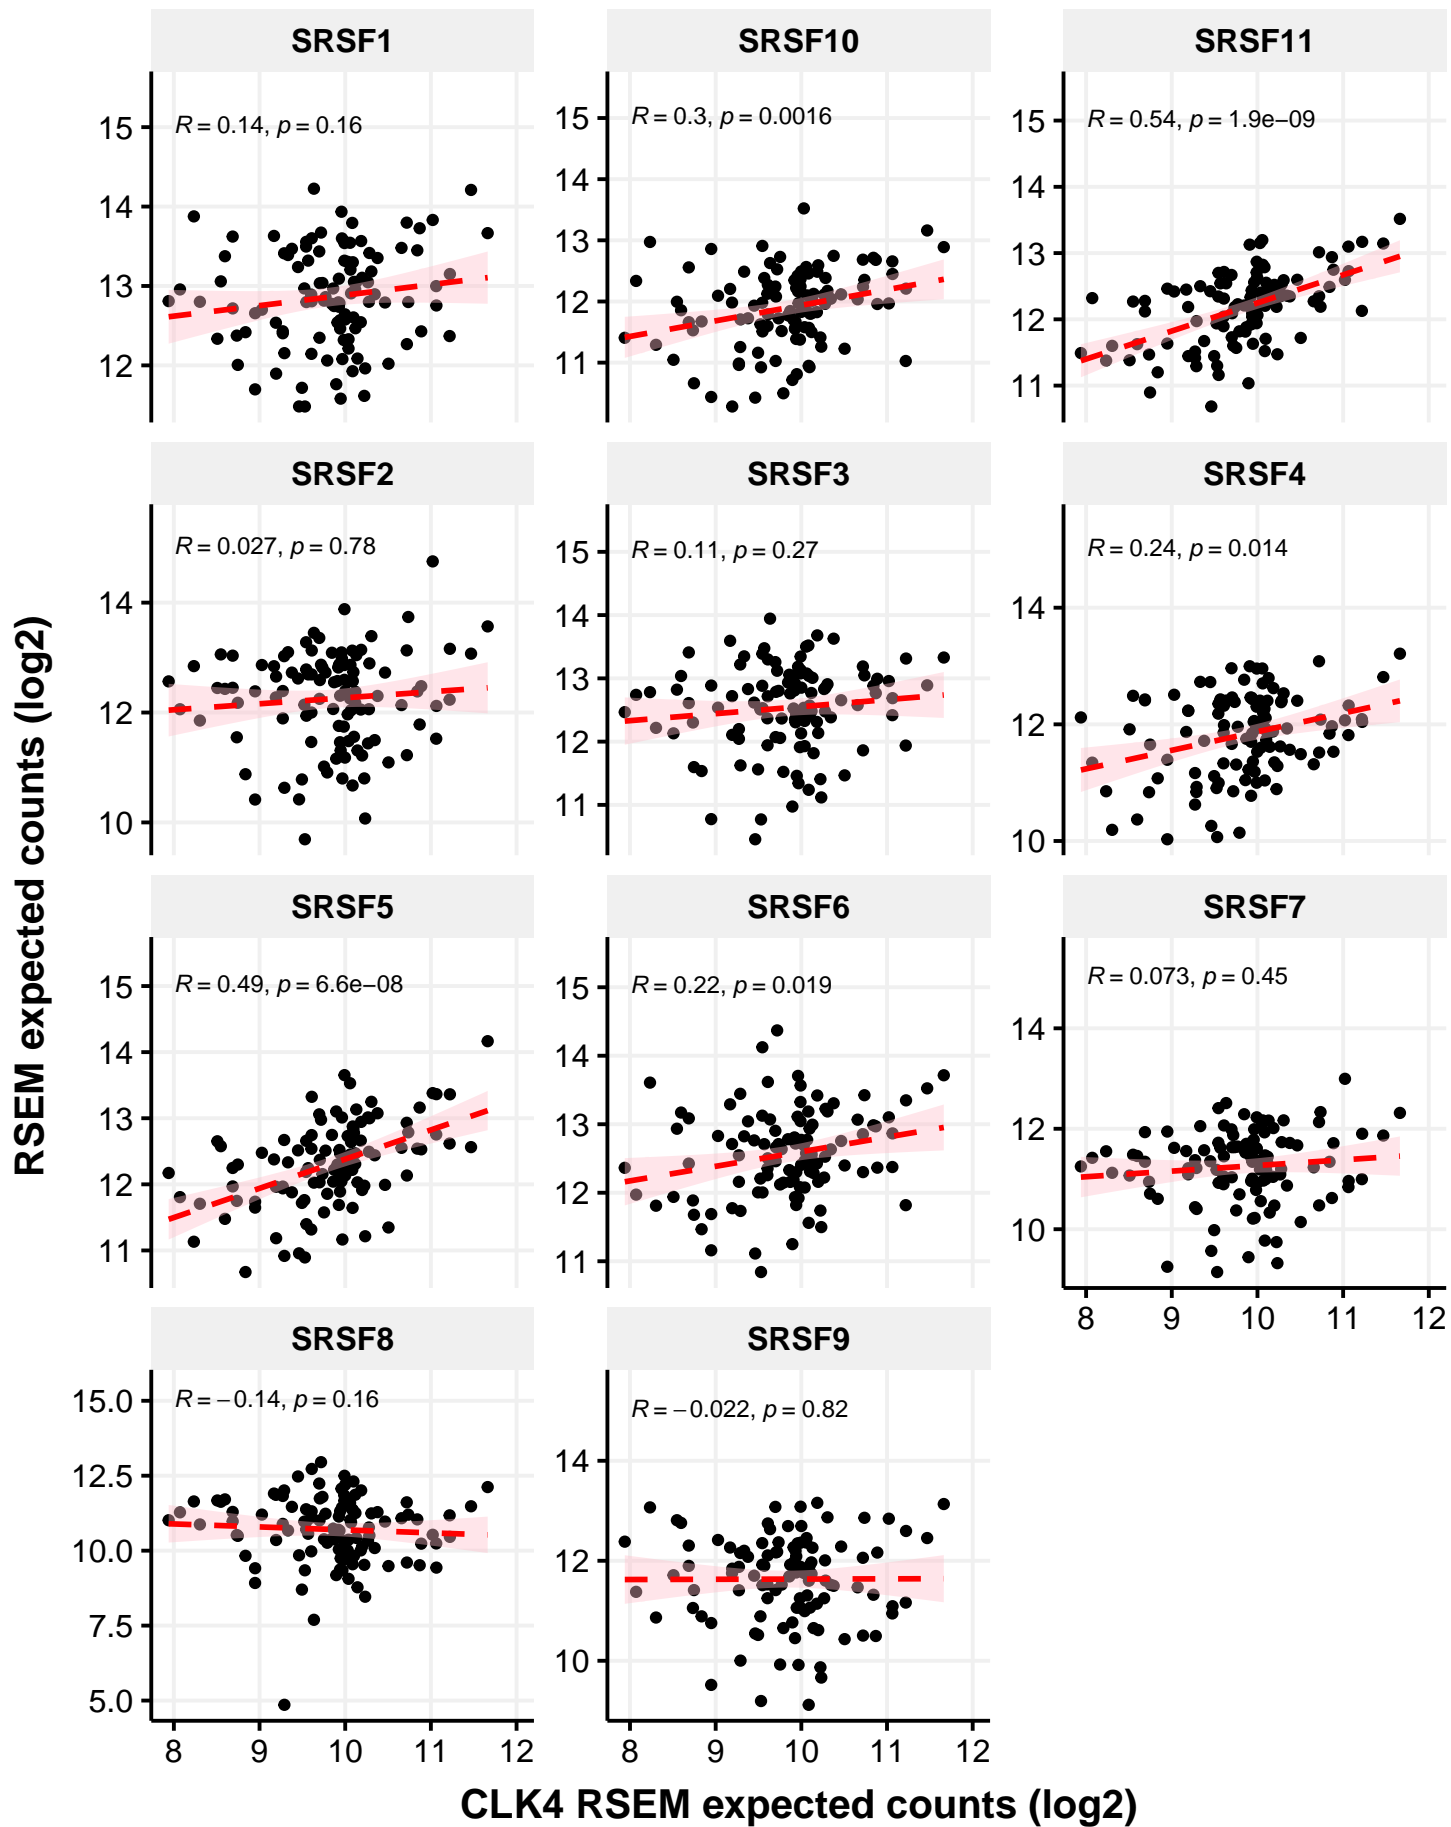 SRSF1
SRSF10
SRSF11
R = 0.14, p = 0.16
R = 0.3, p = 0.0016
R = 0.54, p = 1.9e−09
15
14
13
12
15
14
13
12
11
15
14
13
12
11
SRSF2
SRSF3
SRSF4
R = 0.027, p = 0.78
R = 0.11, p = 0.27
R = 0.24, p = 0.014
14
12
10
15
14
13
12
11
14
12
10
SRSF5
SRSF6
SRSF7
R = 0.49, p = 6.6e−08
R = 0.22, p = 0.019
R = 0.073, p = 0.45
15
14
13
12
11
15
14
13
12
11
14
12
10
8 9 10 11 12
SRSF8
SRSF9
R = −0.14, p = 0.16
R = −0.022, p = 0.82
15.0
12.5
10.0
7.5
5.0
14
12
10
8 9 10 11 12
8 9 10 11 12
RSEM expected counts (log2)
CLK4 RSEM expected counts (log2)